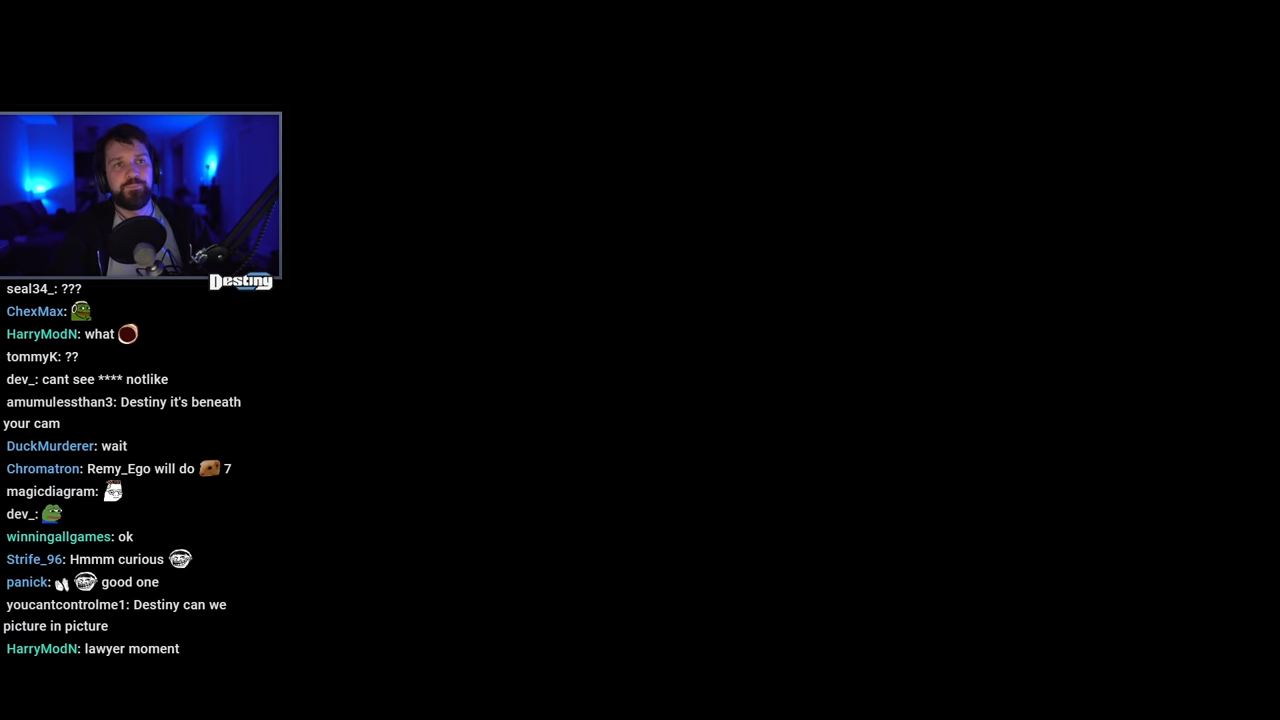 Destiny
seal34_: ???
ChexMax:
HarryModN: what
tommyK: ??
dev_: cant see **** notlike
amumulessthan3: Destiny it's beneath
your cam
DuckMurderer: wait
Chromatron: Remy_Ego will do 7
magicdiagram:
dev_:
winningallgames: ok
Strife_96: Hmmm curious
panick: good one
youcantcontrolme1: Destiny can we
picture in picture
HarryModN: lawyer moment